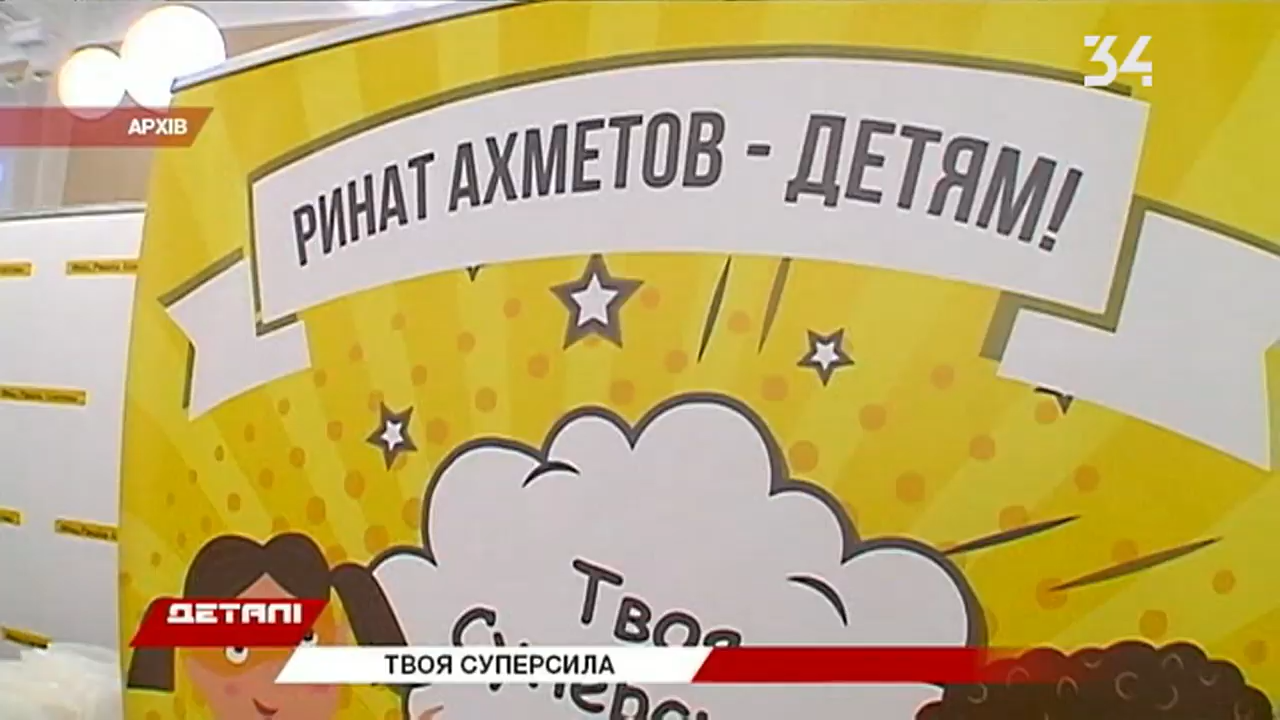 34
АРХІВ
РИНАТ АХМЕТОВ - ДЕТЯМ!
Твоя
ДЕТАЛІ
ТВОЯ СУПЕРСИЛА